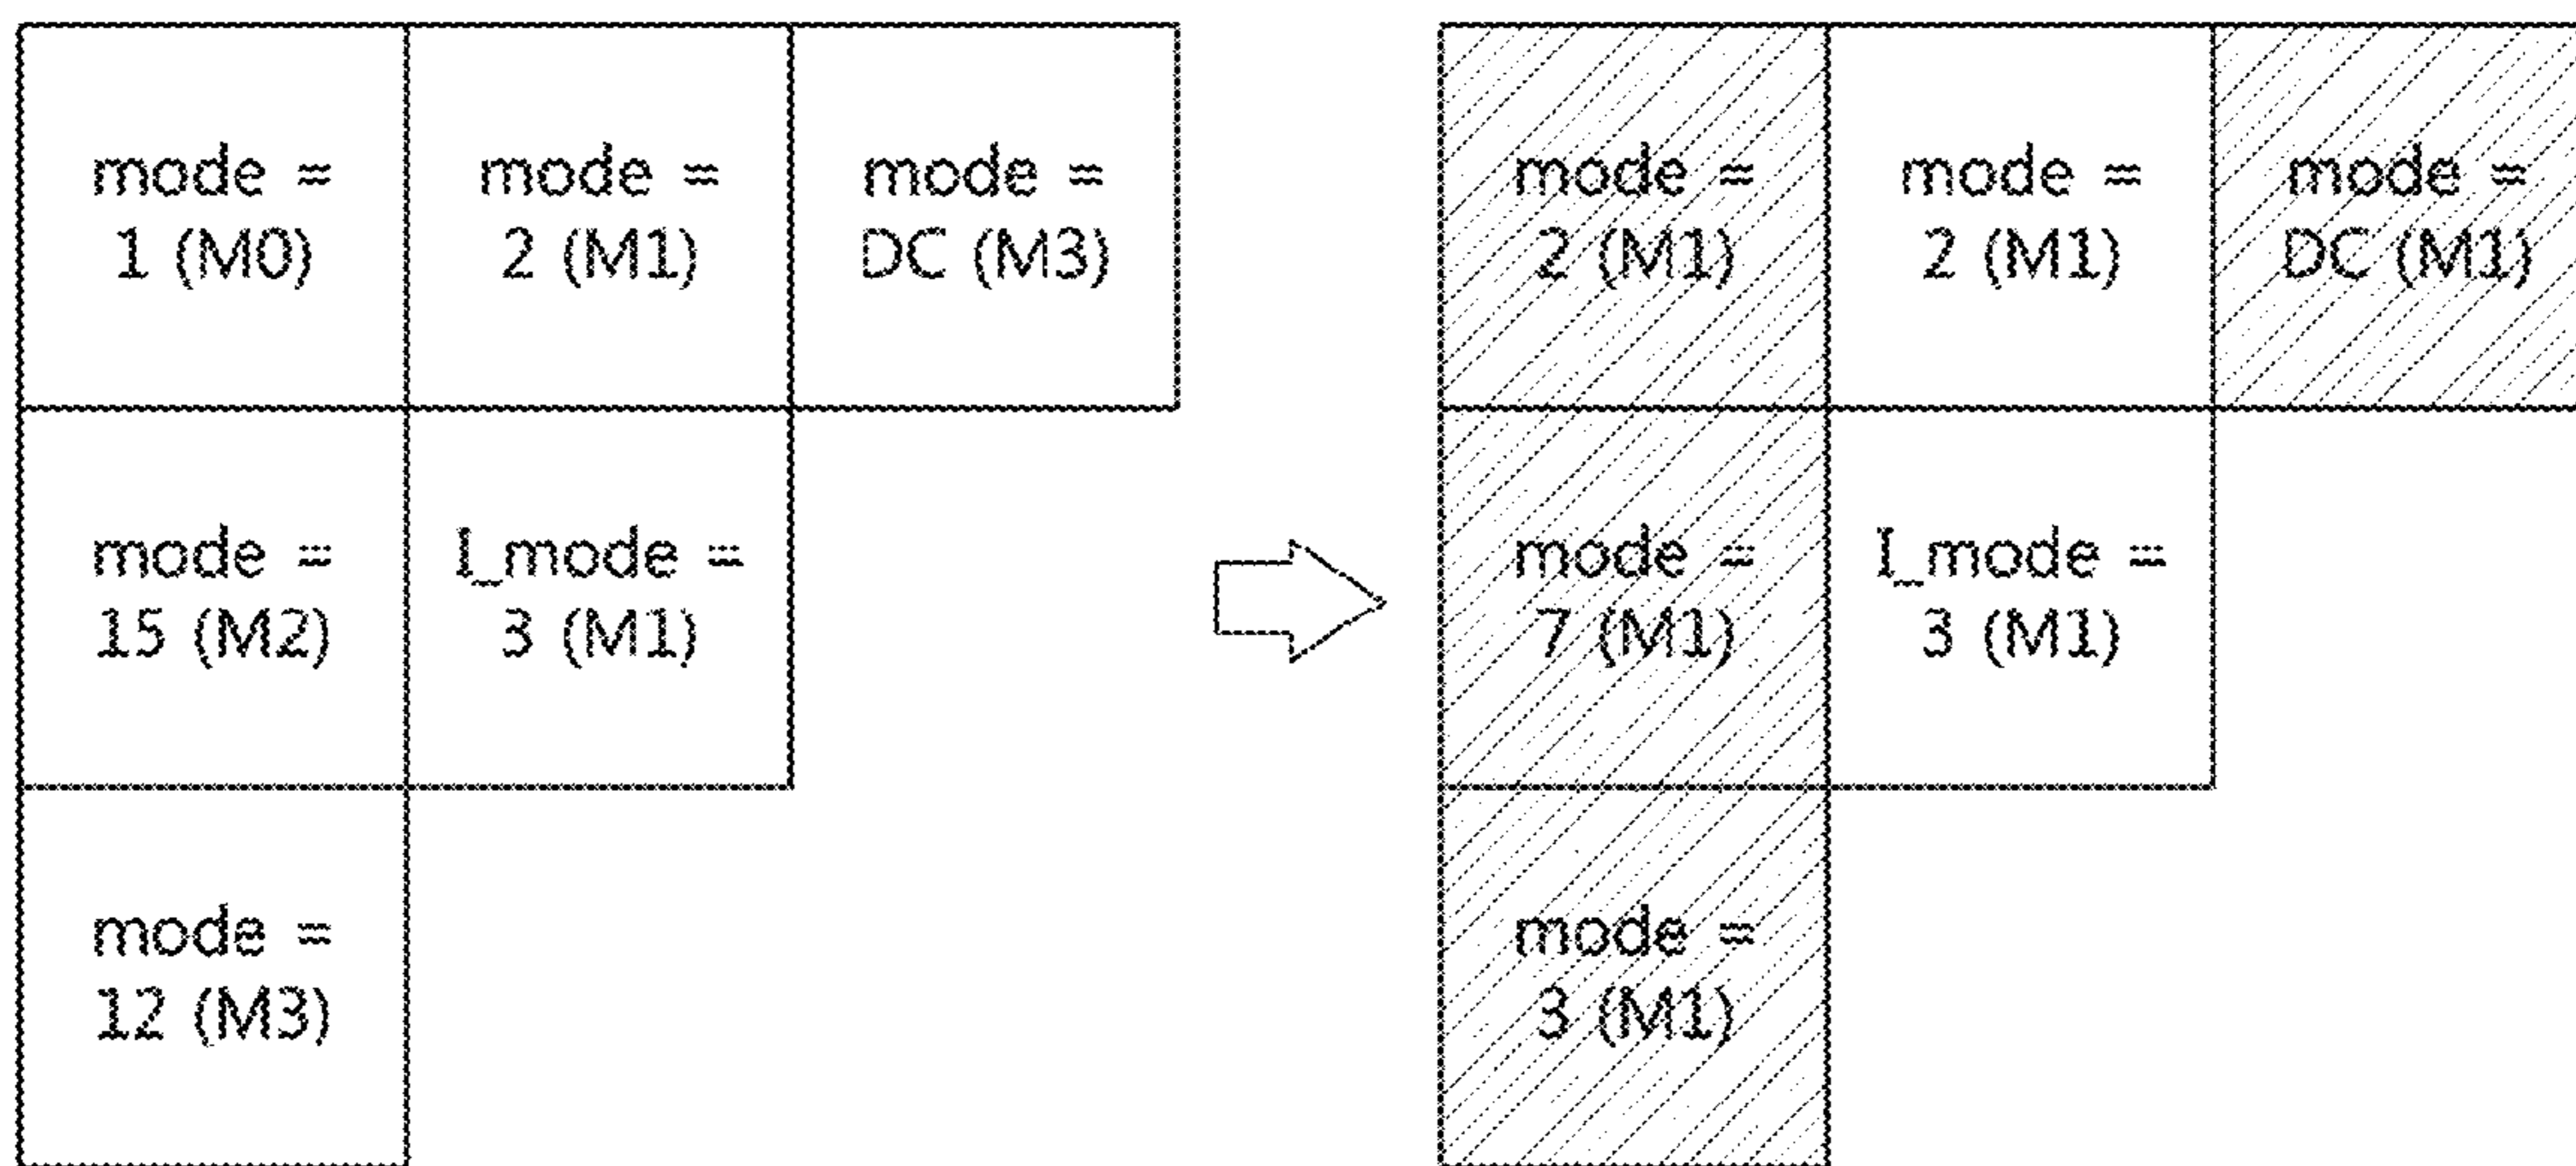 mode =
1 (M0)
mode =
2 (M1)
mode =
DC (M3)
mode =
15 (M2)
I_mode =
3 (M1)
mode =
12 (M3)
mode =
2 (M1)
mode =
2 (M1)
mode =
DC (M1)
mode =
7 (M1)
I_mode =
3 (M1)
mode =
3 (M1)